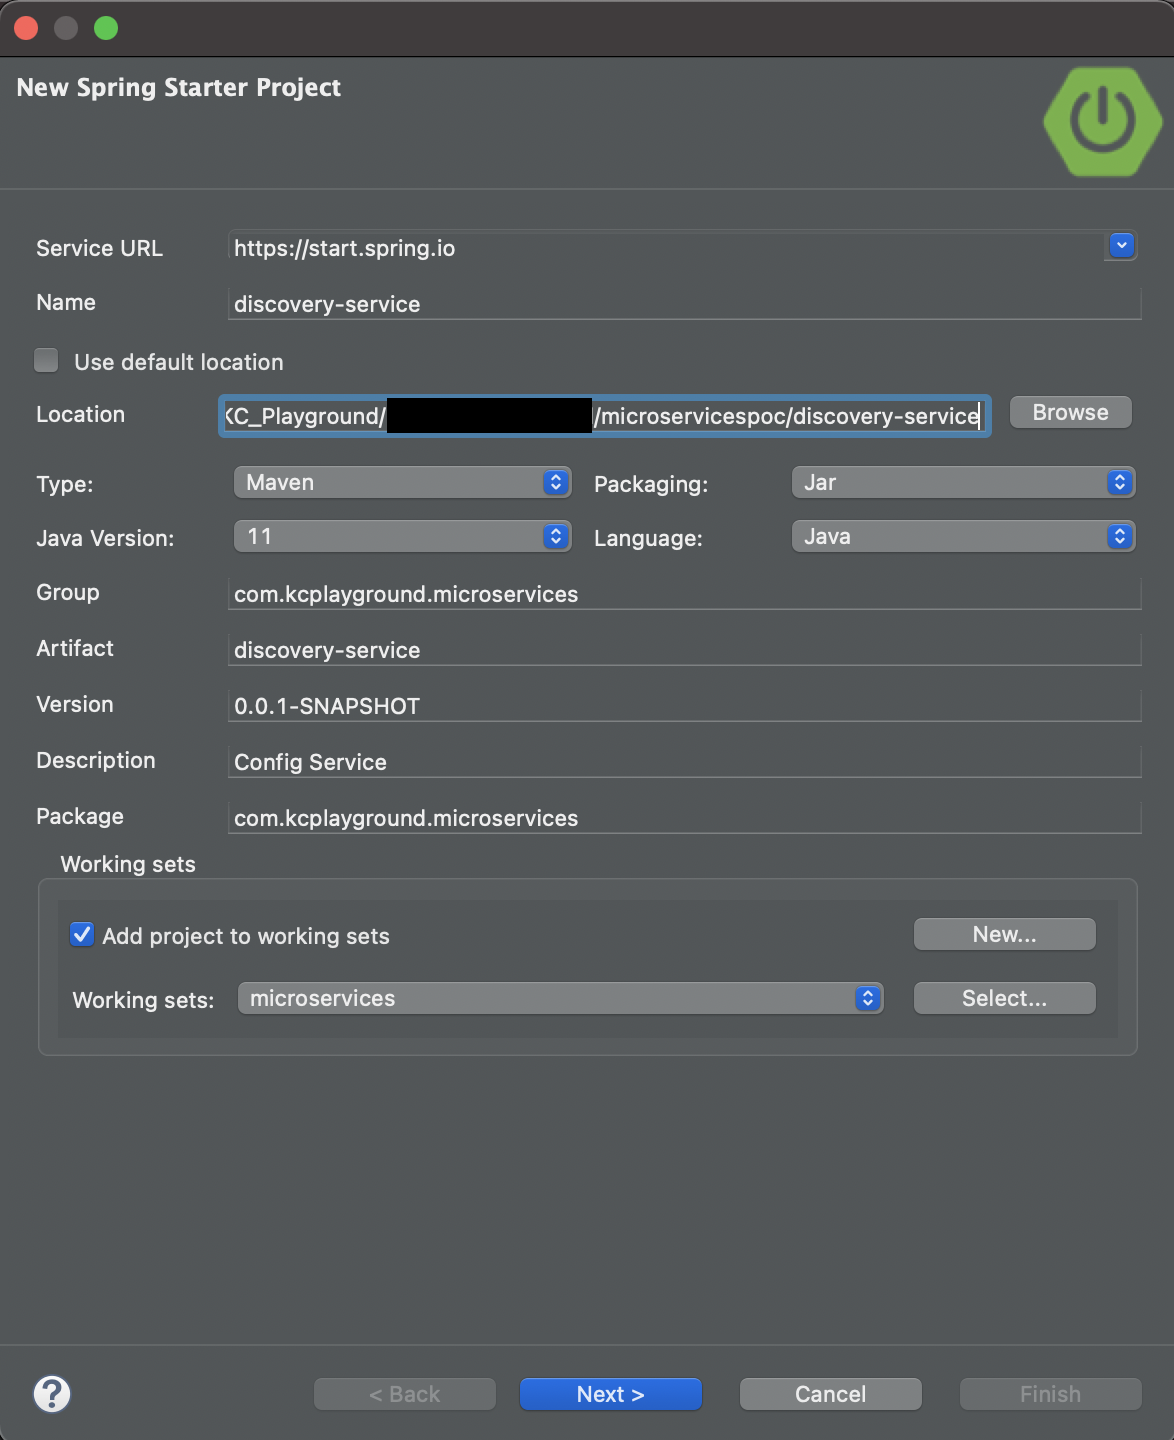 New Spring Starter Project
Service URL https://start.spring.io
Name discovery-service
Use default location
Location KC_Playground/ /microservicespoc/discovery-service Browse
Type: Maven Packaging: Jar
Java Version: 11 Language: Java
Group com.kcplayground.microservices
Artifact discovery-service
Version 0.0.1-SNAPSHOT
Description Config Service
Package com.kcplayground.microservices
Working sets
Add project to working sets New...
Working sets: microservices Select...
? < Back Next > Cancel Finish